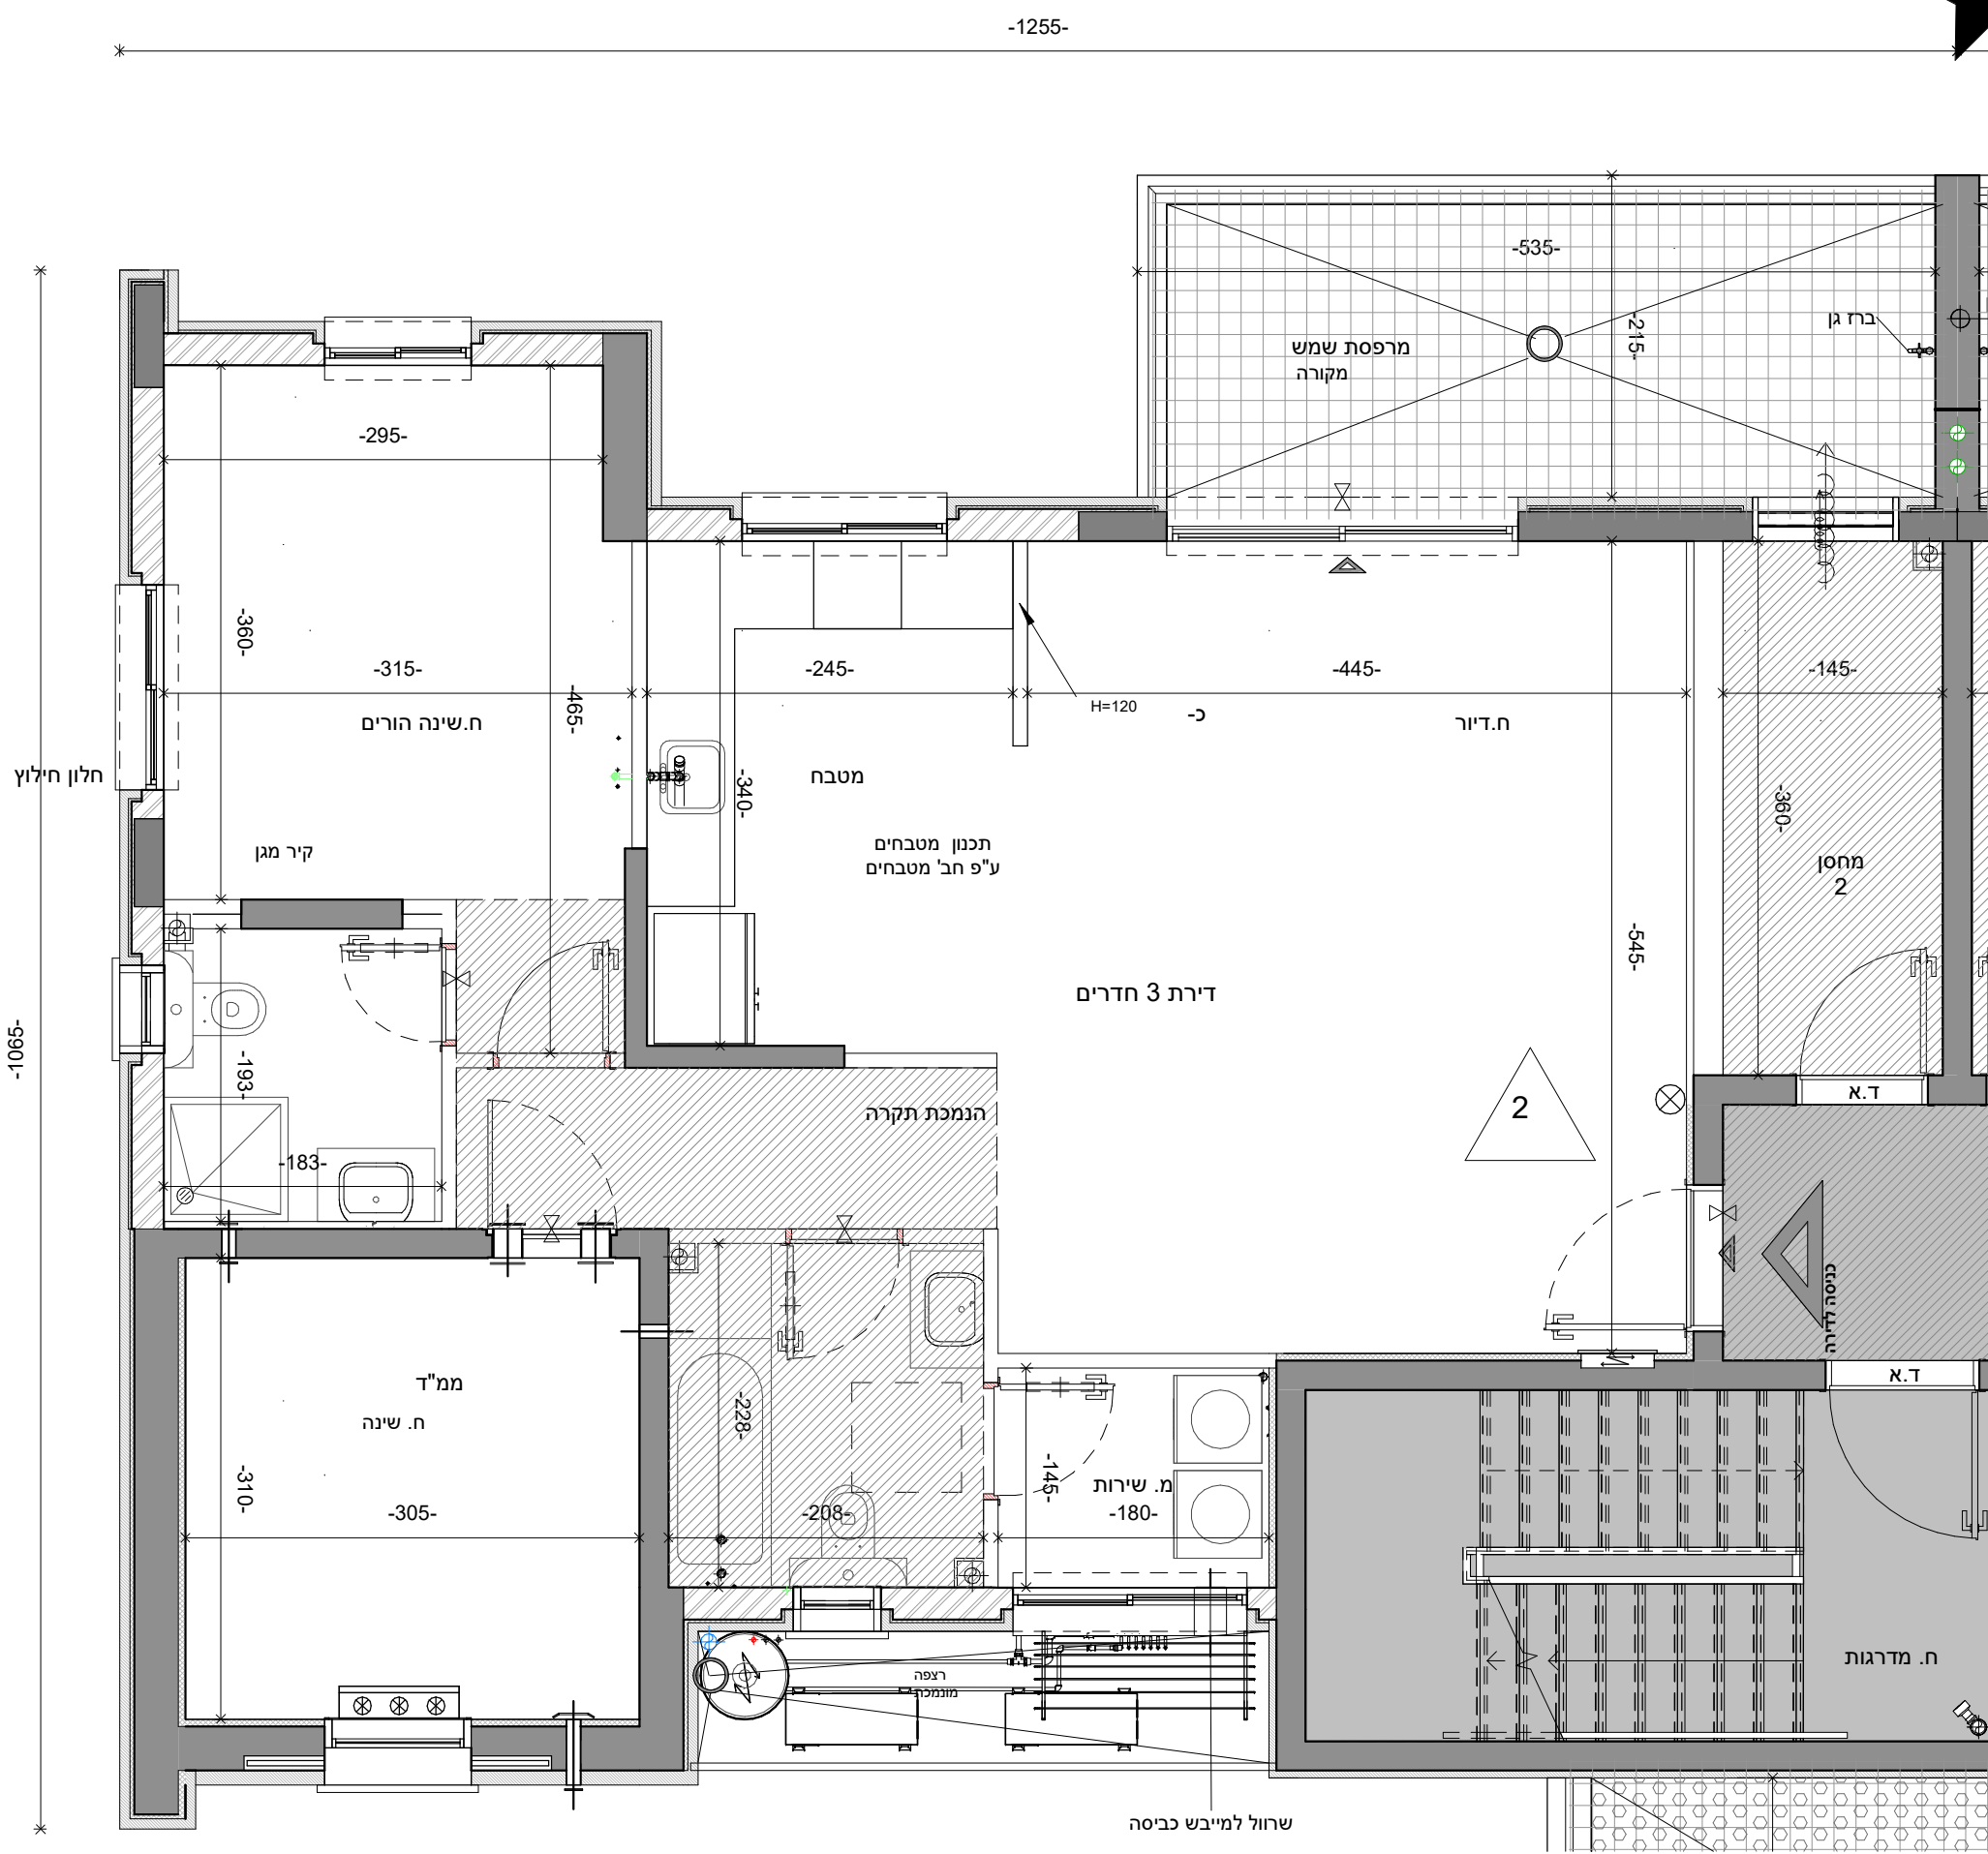 -1255-
-535-
-215-
ברז גן
מרפסת שמש
מקורה
-295-
-360-
-315-
-465-
-245-
-445-
-145-
H=120
כ-
ח.שינה הורים
ח.דיור
חלון חילוץ
מטבח
-340-
-360-
קיר מגן
תכנון מטבחים
ע"פ חב' מטבחים
מחסן
2
-545-
דירת 3 חדרים
-1065-
-193-
ד.א
הנמכת תקרה
2
-183-
כניסה לדירה
ד.א
ממ"ד
ח. שינה
-228-
-310-
-145-
מ. שירות
-305-
-208-
-180-
ח. מדרגות
רצפה
מונמכת
שרוול למייבש כביסה